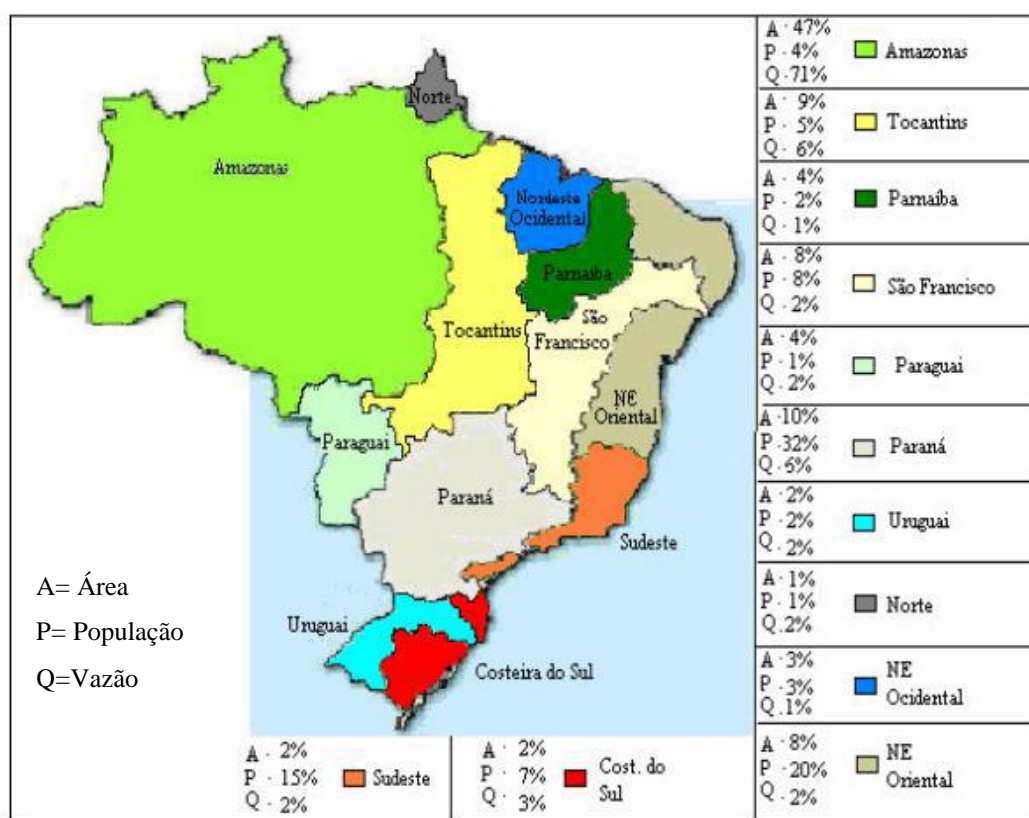 Norte
Amazonas
Nordeste
Ocidental
Parnaíba
São
Francisco
Tocantins
NE
Oriental
Paraguai
Paraná
Sudeste
Uruguai
Costeira do Sul
A= Área
P= População
Q=Vazão
A · 47%
P · 4%
Q · 71%
Amazonas
A · 9%
P · 5%
Q · 6%
Tocantins
A · 4%
P · 2%
Q · 1%
Parnaíba
A · 8%
P · 8%
Q · 2%
São Francisco
A · 4%
P · 1%
Q · 2%
Paraguai
A · 10%
P · 32%
Q · 6%
Paraná
A · 2%
P · 2%
Q · 2%
Uruguai
A · 1%
P · 1%
Q · 2%
Norte
A · 3%
P · 3%
Q · 1%
NE
Ocidental
A · 8%
P · 20%
Q · 2%
NE
Oriental
A · 2%
P · 15%
Q · 2%
Sudeste
A · 2%
P · 7%
Q · 3%
Cost. do
Sul